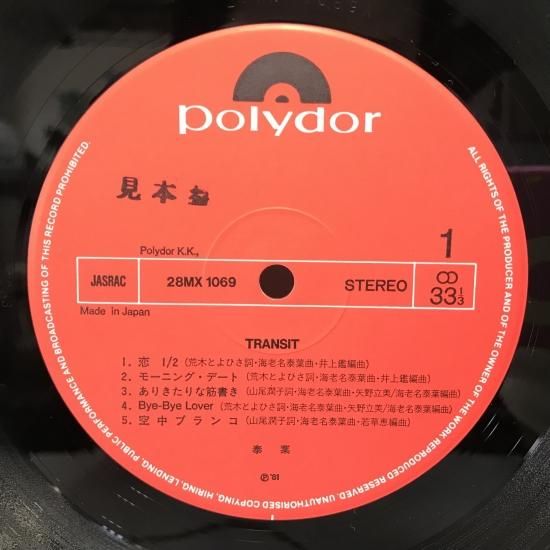 polydor
見本盤
1
Polydor K.K.,
JASRAC
28MX 1069
STEREO
33 1/3
Made in Japan
TRANSIT
1. 恋 1/2 (荒木とよひさ詞・海老名泰葉曲・井上鑑編曲)
2. モーニング・デート (荒木とよひさ詞・海老名泰葉曲・井上鑑編曲)
3. ありきたりな筋書き (山尾潤子詞・海老名泰葉曲・矢野立美/海老名泰葉編曲)
4. Bye-Bye Lover (荒木とよひさ詞・海老名泰葉曲・矢野立美/海老名泰葉編曲)
5. 空中ブランコ (山尾潤子詞・海老名泰葉曲・若草恵編曲)
泰葉
Ⓟ'81
ALL RIGHTS OF THE PRODUCER AND OF THE OWNER OF THE WORK REPRODUCED RESERVED. UNAUTHORISED COPYING, HIRING, LENDING, PUBLIC PERFORMANCE AND BROADCASTING OF THIS RECORD PROHIBITED.